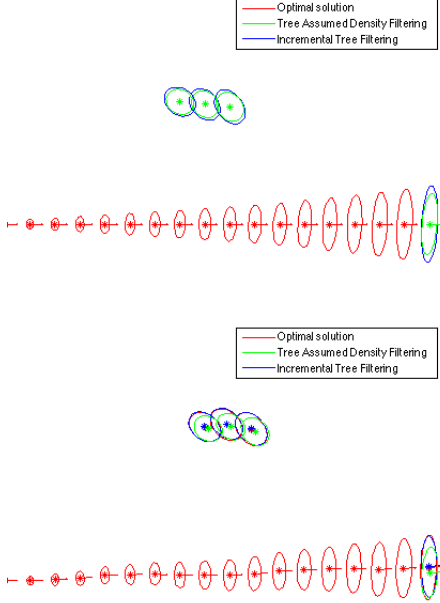 Optimal solution
Tree Assumed Density Filtering
Incremental Tree Filtering
Optimal solution
Tree Assumed Density Filtering
Incremental Tree Filtering